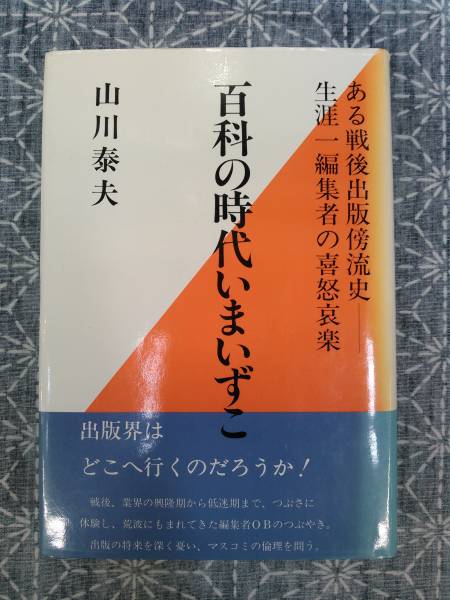 ある戦後出版傍流史――
生涯一編集者の喜怒哀楽
百科の時代いまいずこ
山川泰夫
出版界は
どこへ行くのだろうか!
戦後、業界の興隆期から低迷期まで、つぶさに
体験し、荒波にもまれてきた編集者OBのつぶやき。
出版の将来を深く憂い、マスコミの倫理を問う。